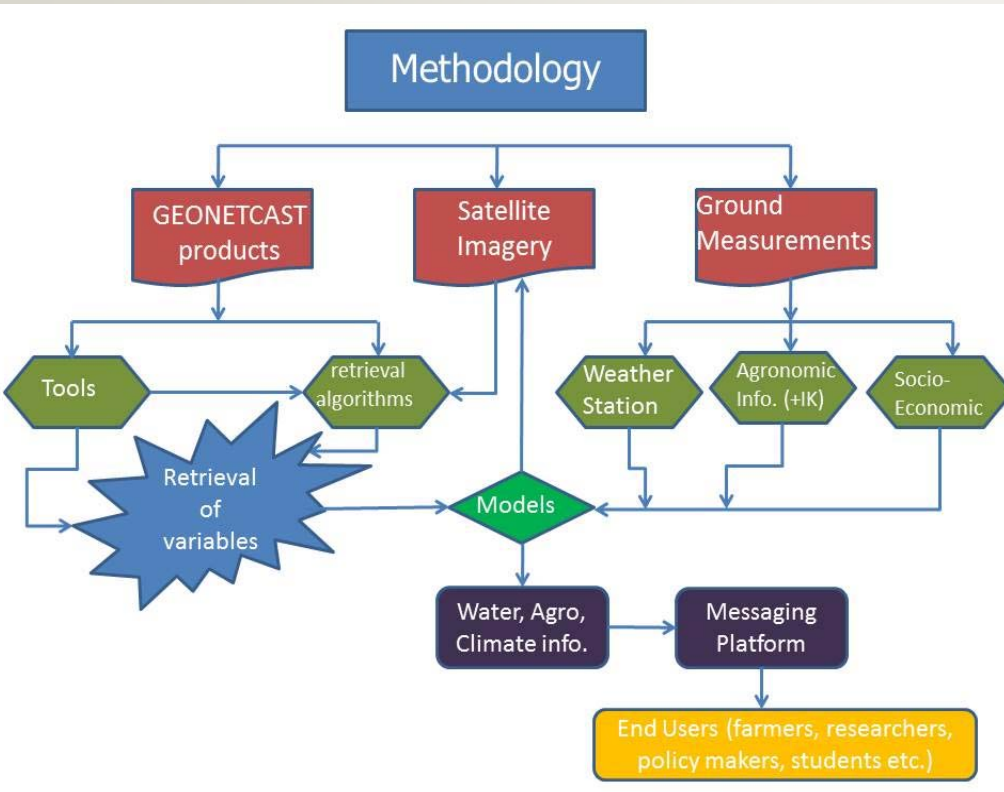 Methodology
GEONETCAST
products
Satellite
Imagery
Ground
Measurements
Tools
retrieval
algorithms
Weather
Station
Agronomic
Info. (+IK)
Socio-
Economic
Retrieval
of
variables
Models
Water, Agro,
Climate info.
Messaging
Platform
End Users (farmers, researchers,
policy makers, students etc.)